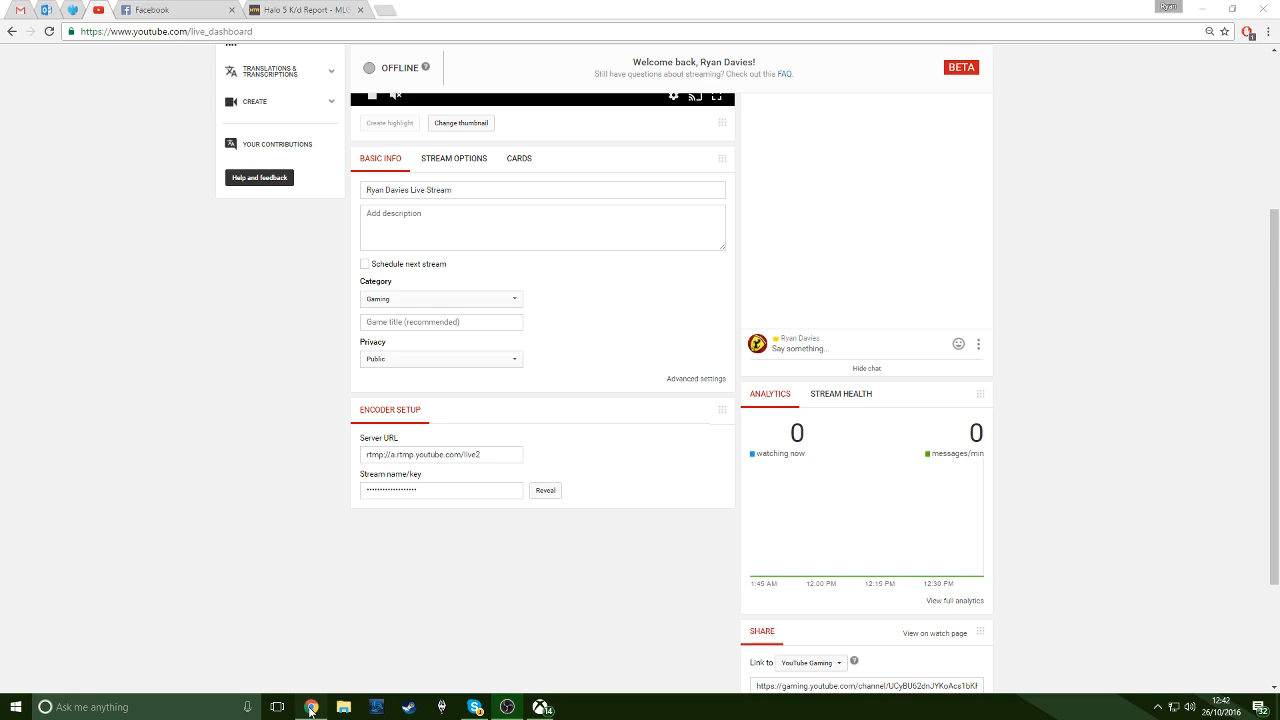 Ryan
Facebook
Halo 5 K/d Report - MLG
https://www.youtube.com/live_dashboard
1
TRANSLATIONS &
TRANSCRIPTIONS
CREATE
YOUR CONTRIBUTIONS
Help and feedback
OFFLINE ?
Welcome back, Ryan Davies!
Still have questions about streaming? Check out this FAQ.
BETA
Create highlight
Change thumbnail
BASIC INFO
STREAM OPTIONS
CARDS
Ryan Davies Live Stream
Add description
Schedule next stream
Category
Gaming
Game title (recommended)
Privacy
Public
Advanced settings
ENCODER SETUP
Server URL
rtmp://a.rtmp.youtube.com/live2
Stream name/key
•••••••••••••••••••
Reveal
Ryan Davies
Say something...
Hide chat
ANALYTICS
STREAM HEALTH
0
0
watching now
messages/min
1:45 AM
12:00 PM
12:15 PM
12:30 PM
View full analytics
SHARE
View on watch page
Link to
YouTube Gaming
?
Ask me anything
14
12:42
26/10/2016
32